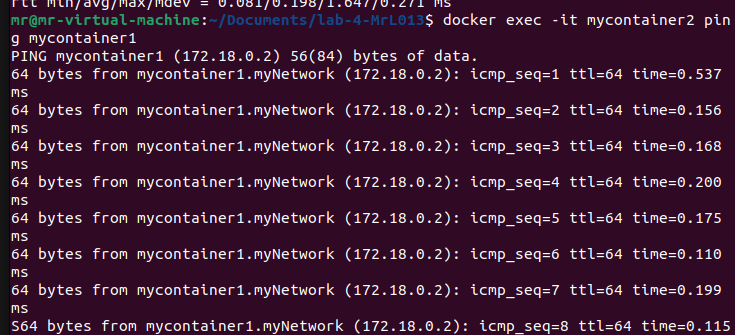 rtt min/avg/max/mdev = 0.081/0.198/1.647/0.271 ms
mr@mr-virtual-machine:~/Documents/lab-4-MrL013$ docker exec -it mycontainer2 pin
g mycontainer1
PING mycontainer1 (172.18.0.2) 56(84) bytes of data.
64 bytes from mycontainer1.myNetwork (172.18.0.2): icmp_seq=1 ttl=64 time=0.537
ms
64 bytes from mycontainer1.myNetwork (172.18.0.2): icmp_seq=2 ttl=64 time=0.156
ms
64 bytes from mycontainer1.myNetwork (172.18.0.2): icmp_seq=3 ttl=64 time=0.168
ms
64 bytes from mycontainer1.myNetwork (172.18.0.2): icmp_seq=4 ttl=64 time=0.200
ms
64 bytes from mycontainer1.myNetwork (172.18.0.2): icmp_seq=5 ttl=64 time=0.175
ms
64 bytes from mycontainer1.myNetwork (172.18.0.2): icmp_seq=6 ttl=64 time=0.110
ms
64 bytes from mycontainer1.myNetwork (172.18.0.2): icmp_seq=7 ttl=64 time=0.199
ms
S64 bytes from mycontainer1.myNetwork (172.18.0.2): icmp_seq=8 ttl=64 time=0.115